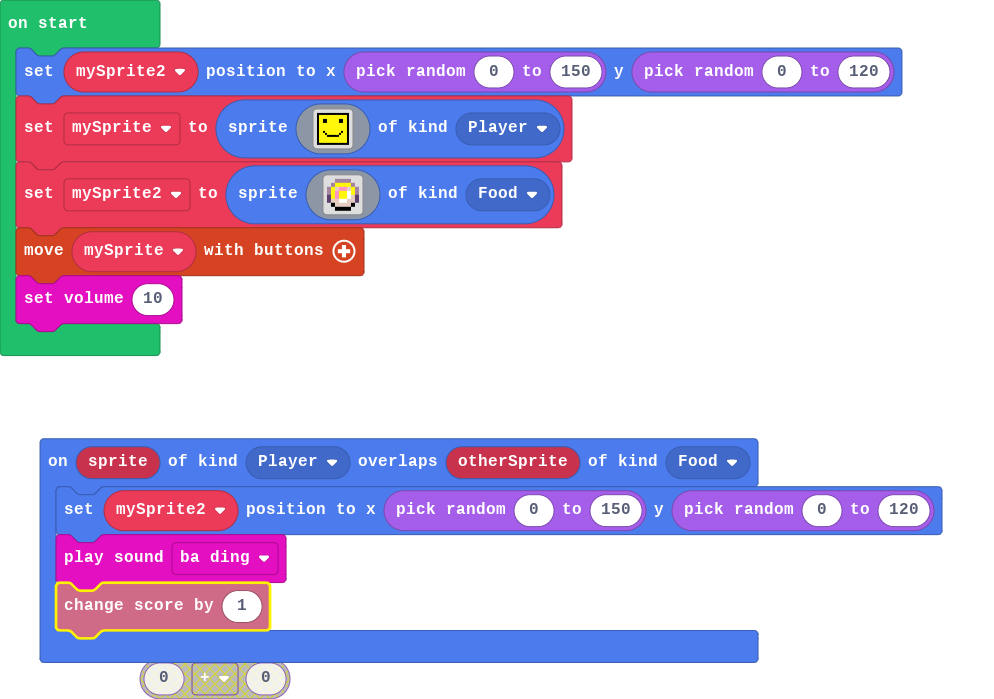 on start
set mySprite2 position to x pick random 0 to 150 y pick random 0 to 120
set mySprite to sprite of kind Player
set mySprite2 to sprite of kind Food
move mySprite with buttons
set volume 10
on sprite of kind Player overlaps otherSprite of kind Food
set mySprite2 position to x pick random 0 to 150 y pick random 0 to 120
play sound ba ding
change score by 1
0 + 0